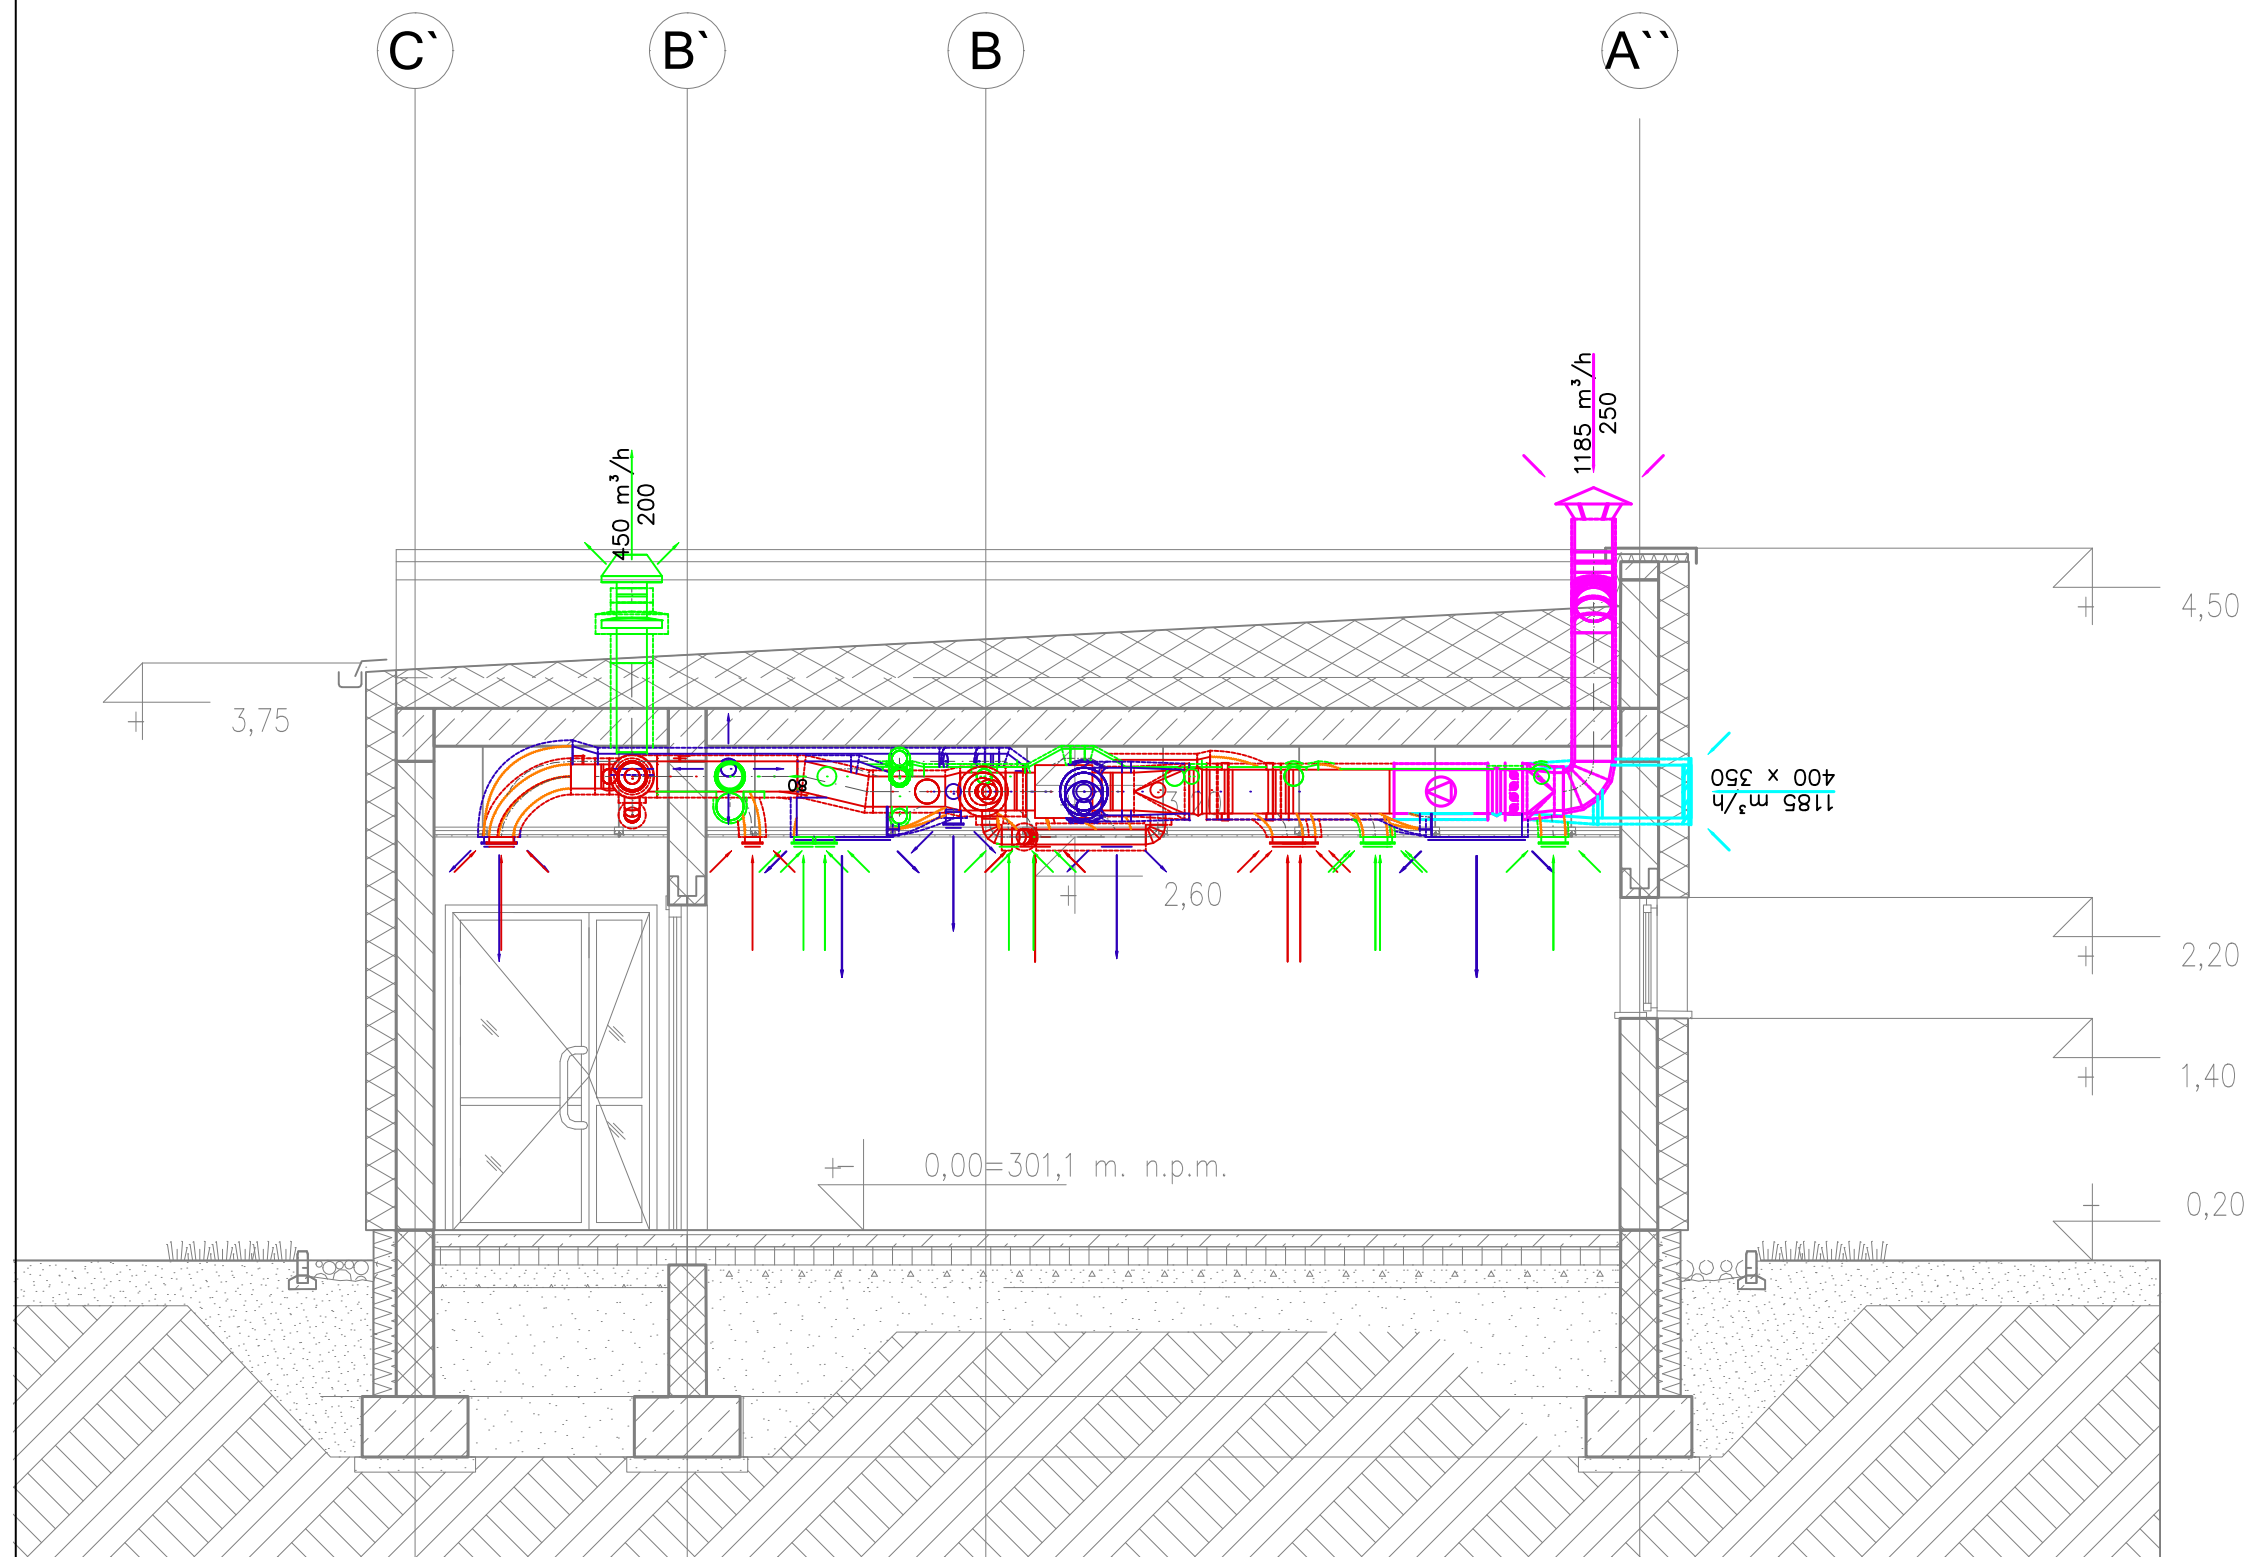 C` B` B A``
1185 m³/h
250
450 m³/h
200
+ 4,50
+ 3,75
1185 m³/h
400 x 350
80
+ 2,60
+ 2,20
+ 1,40
+- 0,00=301,1 m. n.p.m.
- 0,20